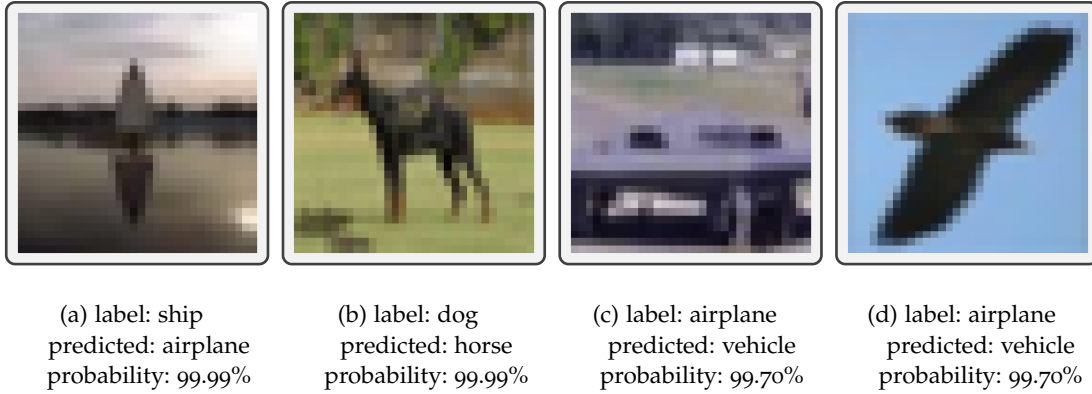 (a) label: ship
predicted: airplane
probability: 99.99%
(b) label: dog
predicted: horse
probability: 99.99%
(c) label: airplane
predicted: vehicle
probability: 99.70%
(d) label: airplane
predicted: vehicle
probability: 99.70%